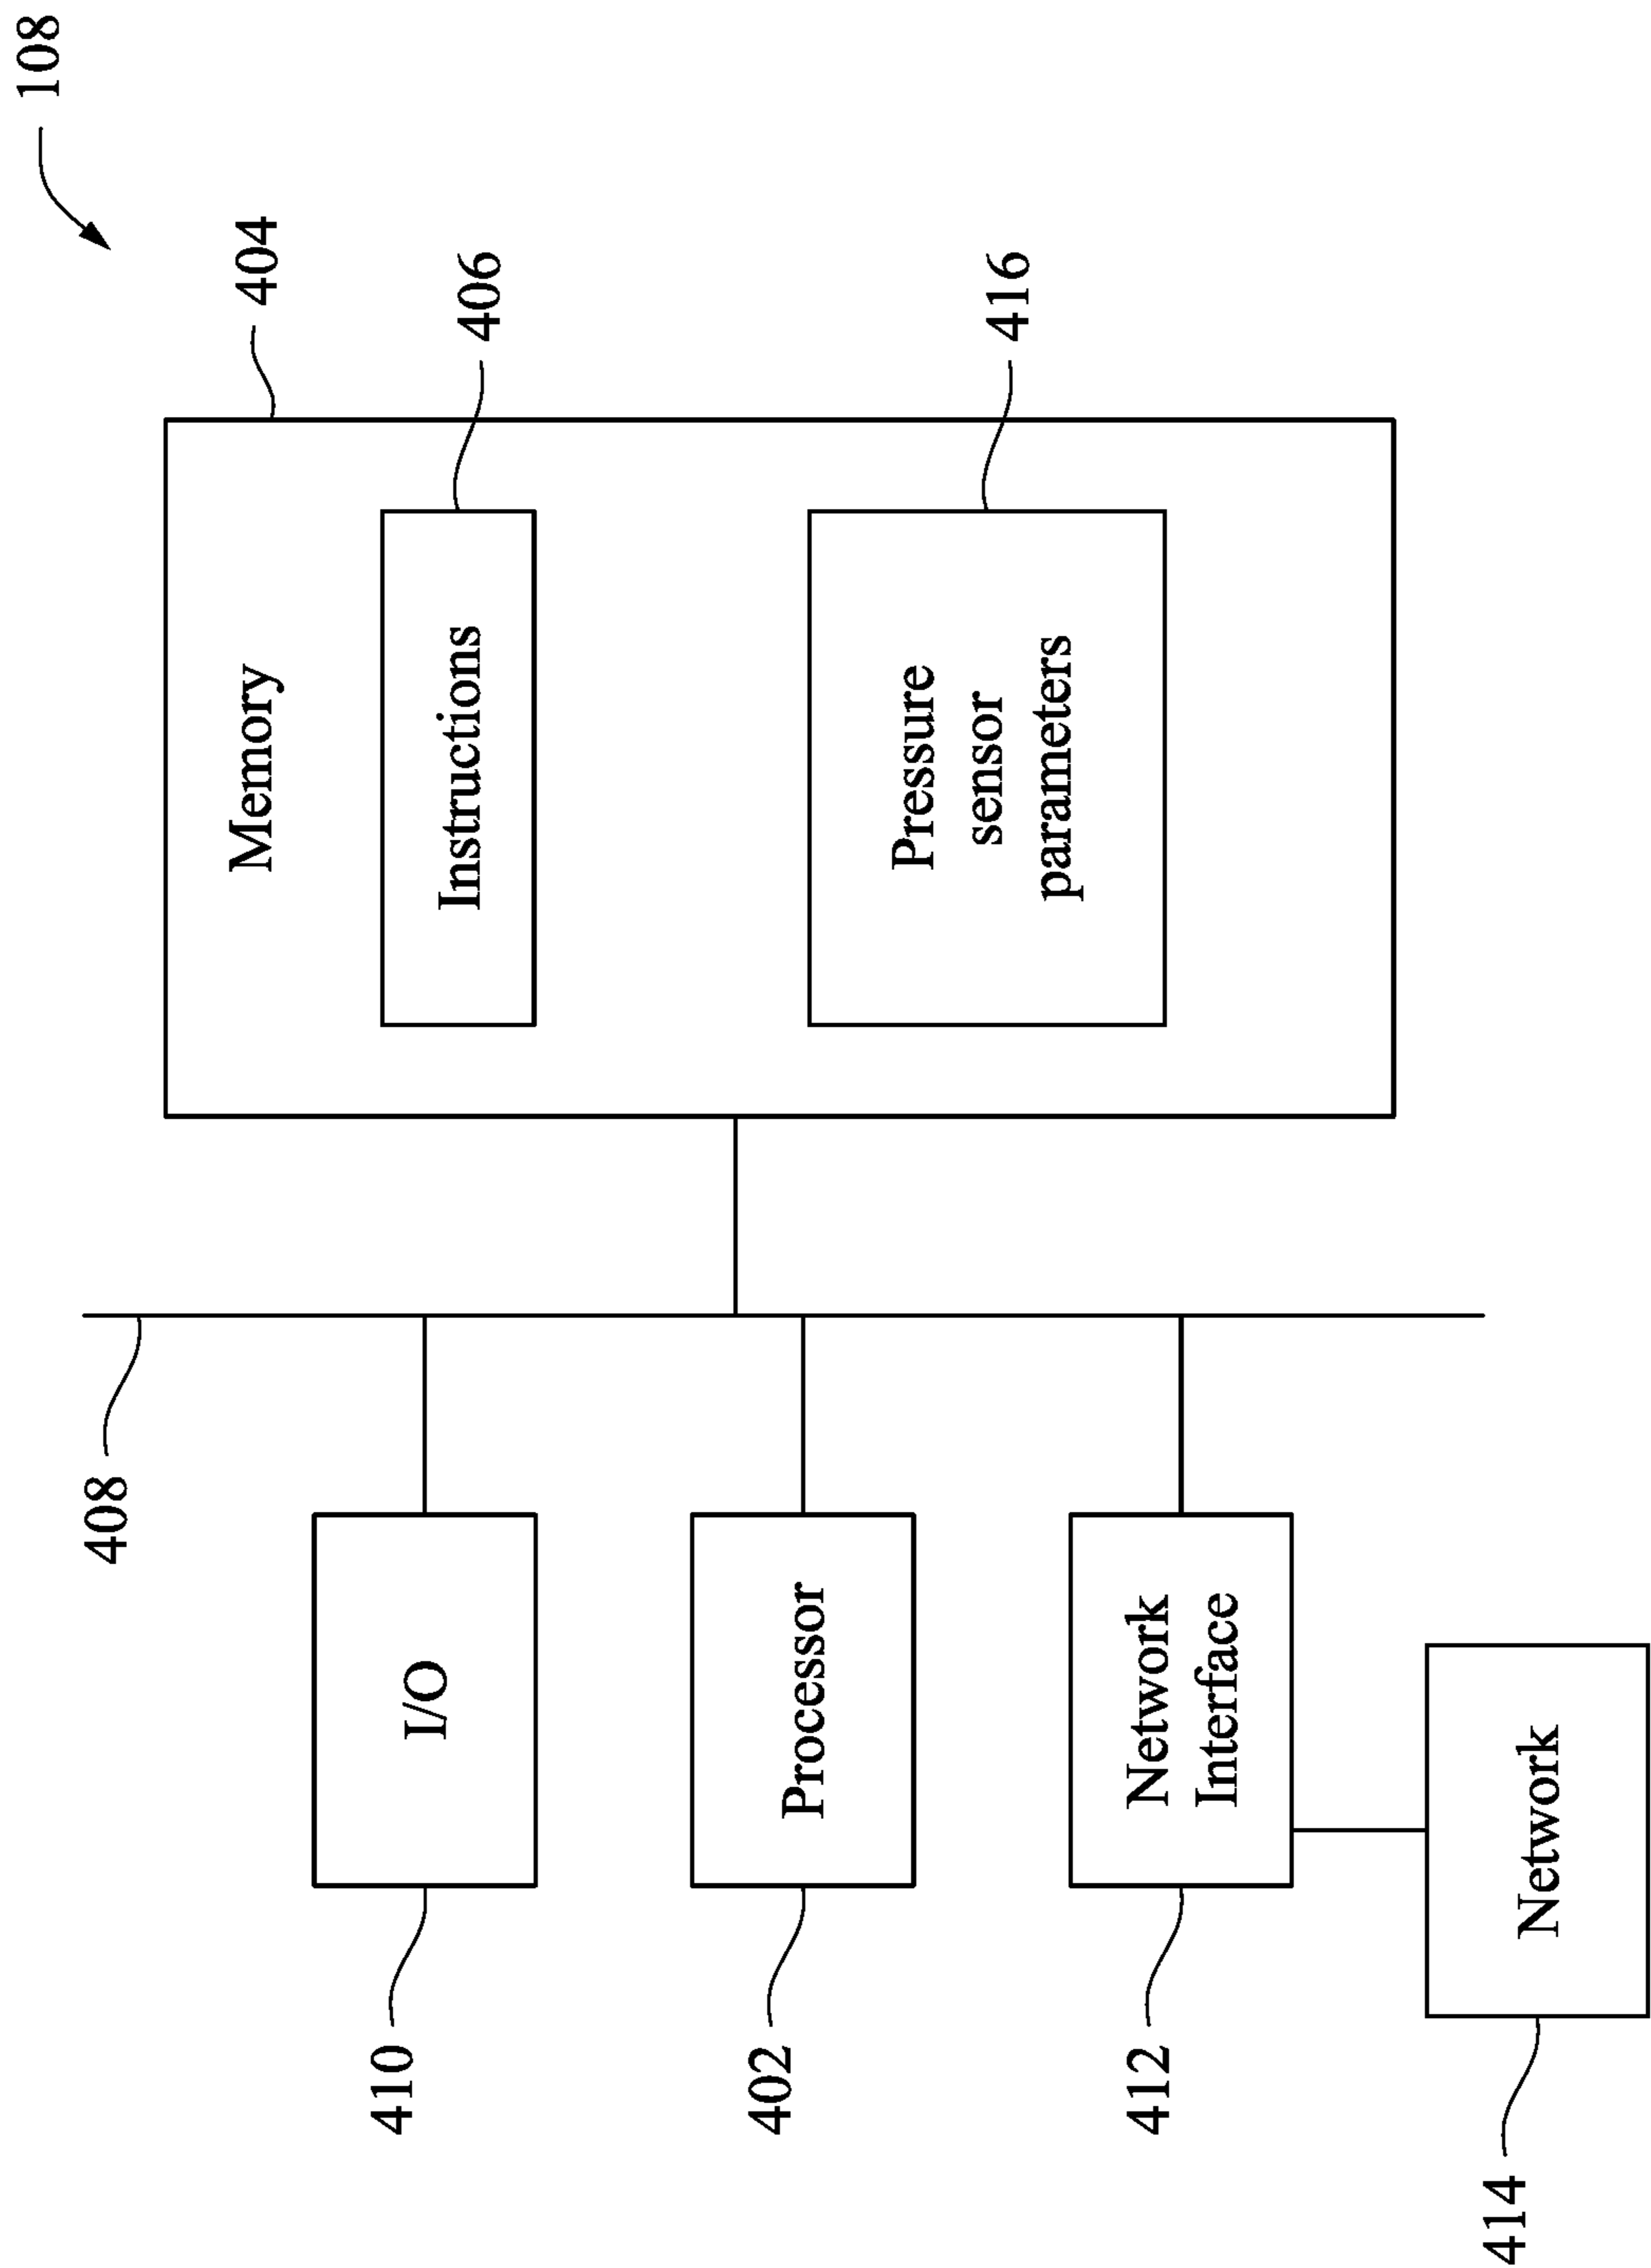 108
408
404
Memory
410
I/O
Instructions
406
402
Processor
Pressure
sensor
parameters
416
412
Network
Interface
414
Network